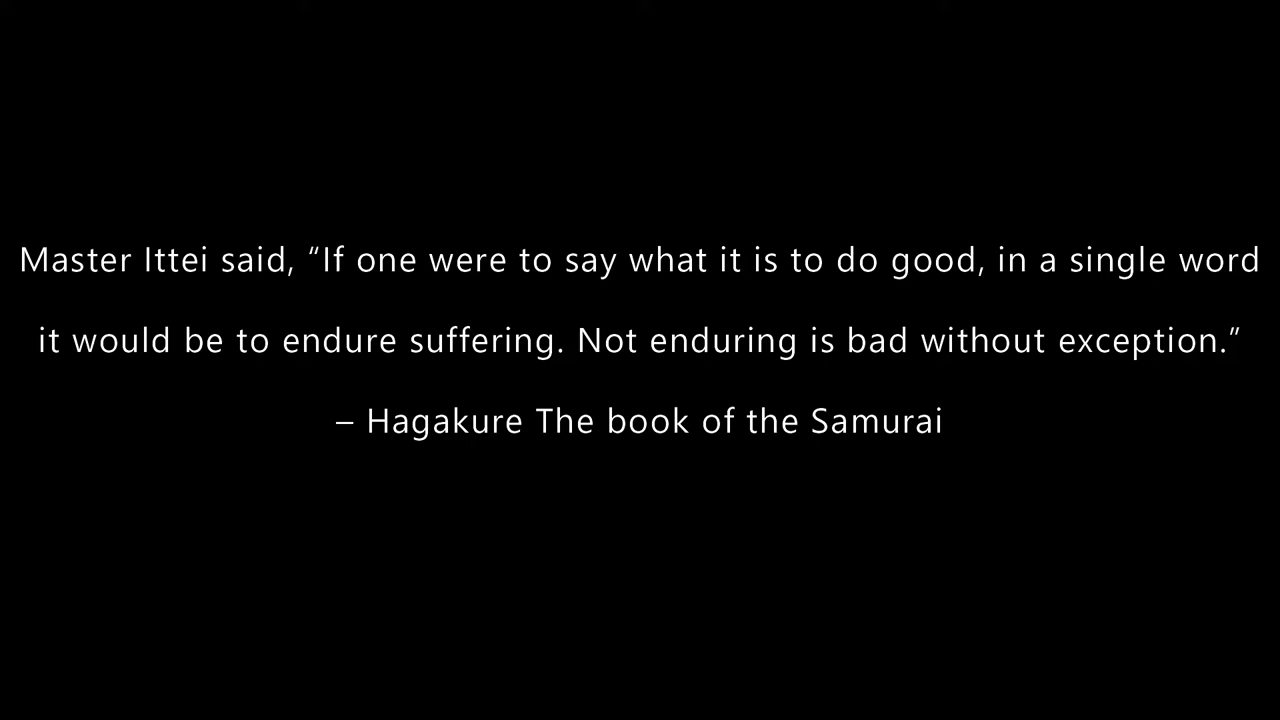 Master Ittei said, “If one were to say what it is to do good, in a single word
it would be to endure suffering. Not enduring is bad without exception.”
– Hagakure The book of the Samurai